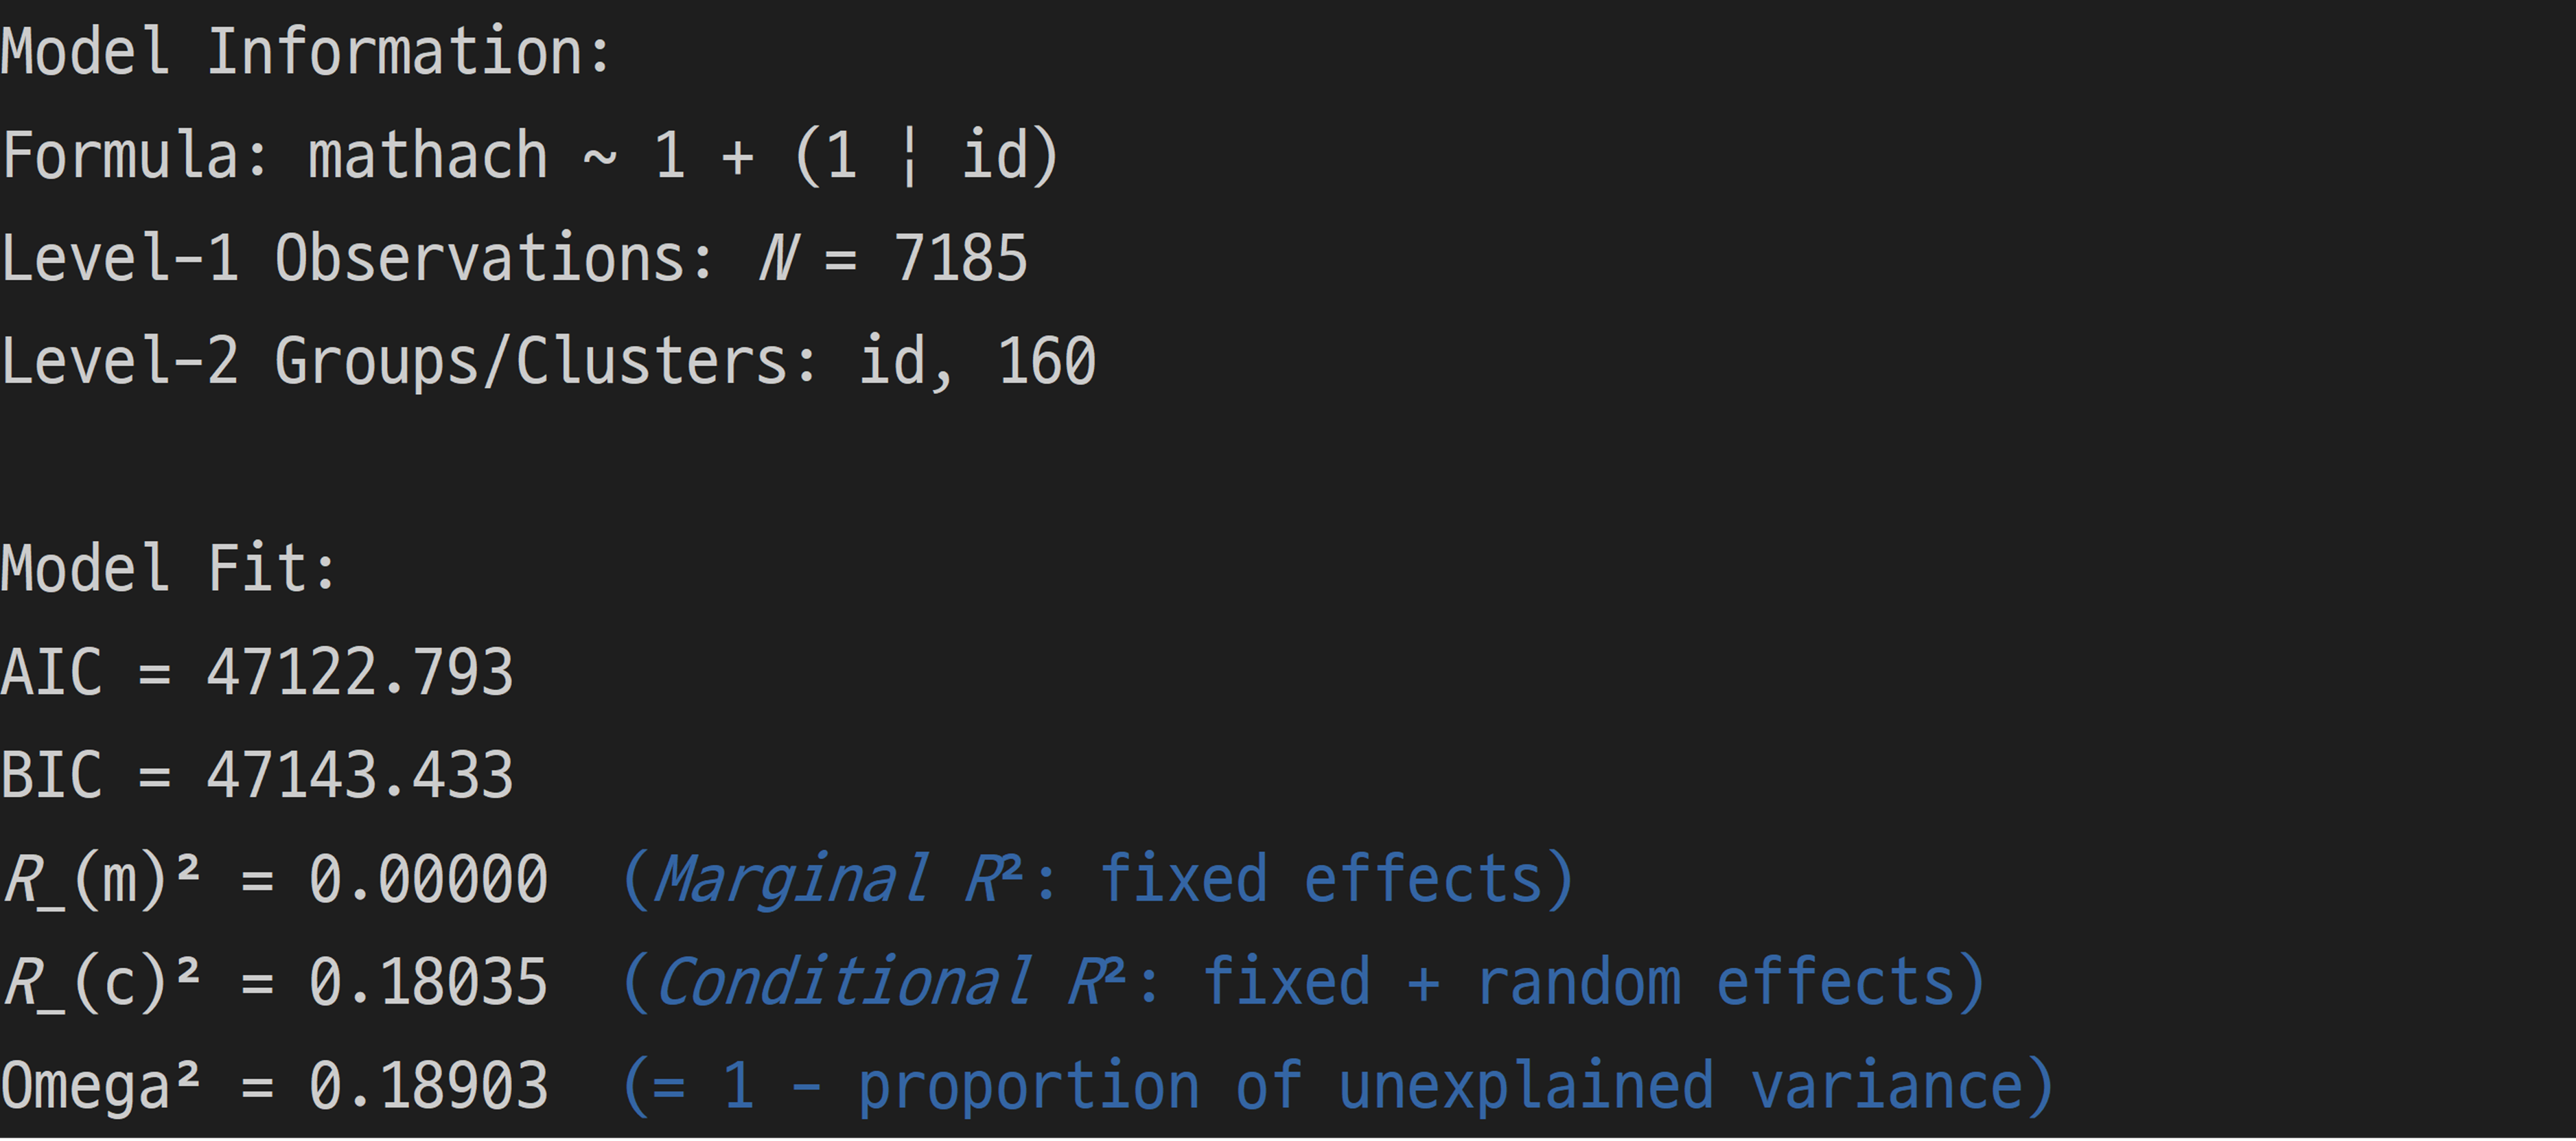 Model Information:
Formula: mathach ~ 1 + (1 ¦ id)
Level-1 Observations: N = 7185
Level-2 Groups/Clusters: id, 160
Model Fit:
AIC = 47122.793
BIC = 47143.433
R_(m)² = 0.00000 (Marginal R²: fixed effects)
R_(c)² = 0.18035 (Conditional R²: fixed + random effects)
Omega² = 0.18903 (= 1 - proportion of unexplained variance)